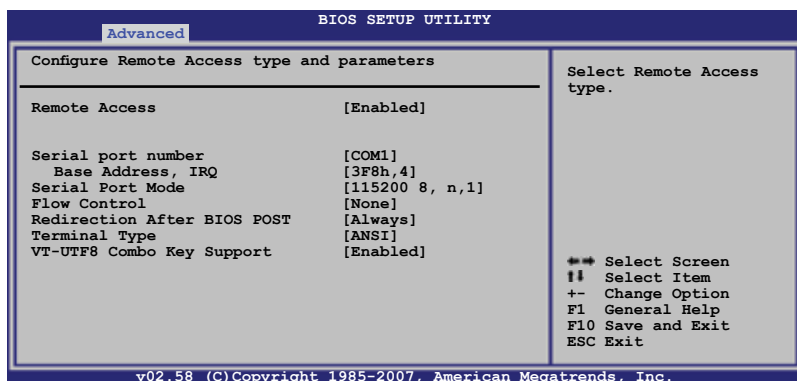 BIOS SETUP UTILITY
Advanced
Configure Remote Access type and parameters
Remote Access [Enabled]
Serial port number [COM1]
Base Address, IRQ [3F8h,4]
Serial Port Mode [115200 8, n,1]
Flow Control [None]
Redirection After BIOS POST [Always]
Terminal Type [ANSI]
VT-UTF8 Combo Key Support [Enabled]
Select Remote Access
type.
Select Screen
Select Item
+- Change Option
F1 General Help
F10 Save and Exit
ESC Exit
v02.58 (C)Copyright 1985-2007, American Megatrends, Inc.